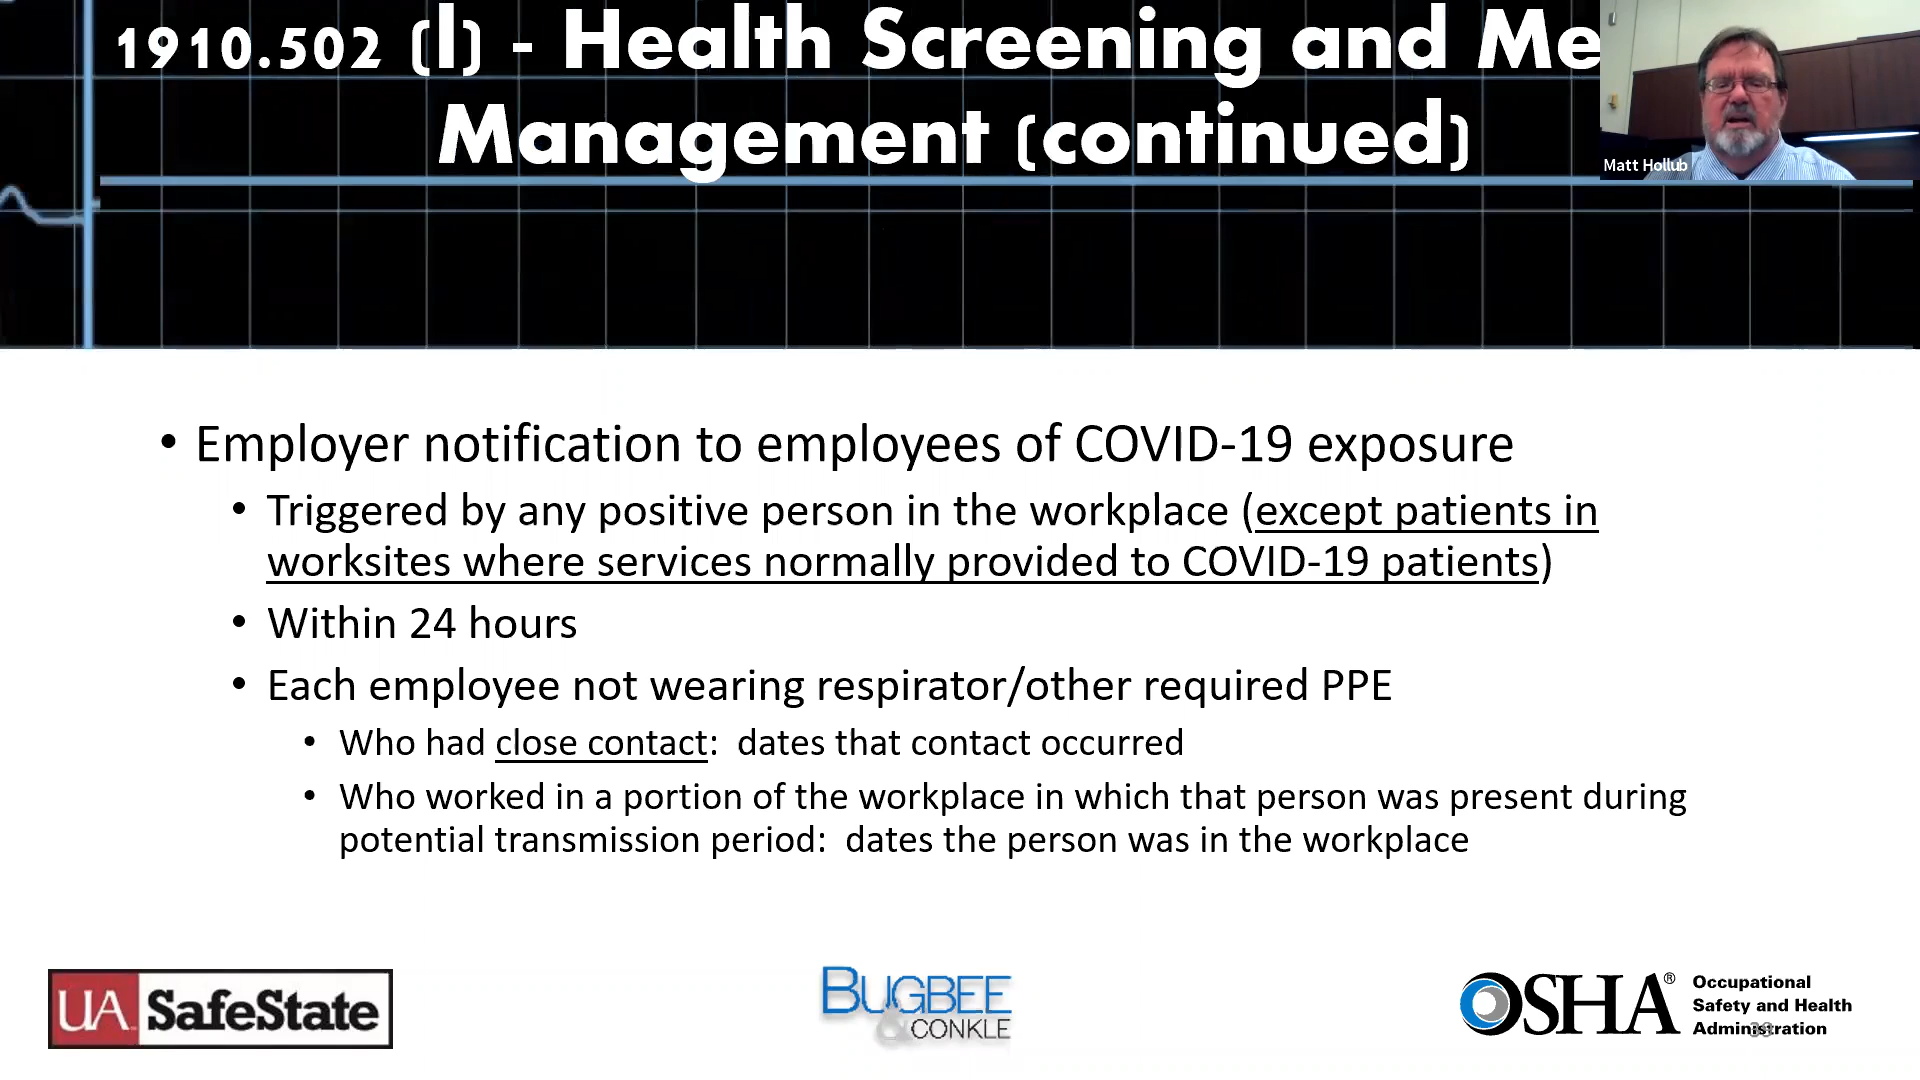 1910.502 (l) - Health Screening and Me
Management (continued)
Matt Hollub
• Employer notification to employees of COVID-19 exposure
• Triggered by any positive person in the workplace (except patients in
worksites where services normally provided to COVID-19 patients)
• Within 24 hours
• Each employee not wearing respirator/other required PPE
• Who had close contact:  dates that contact occurred
• Who worked in a portion of the workplace in which that person was present during
potential transmission period:  dates the person was in the workplace
UA SafeState
BUGBEE
& CONKLE
OSHA®
Occupational
Safety and Health
Administration